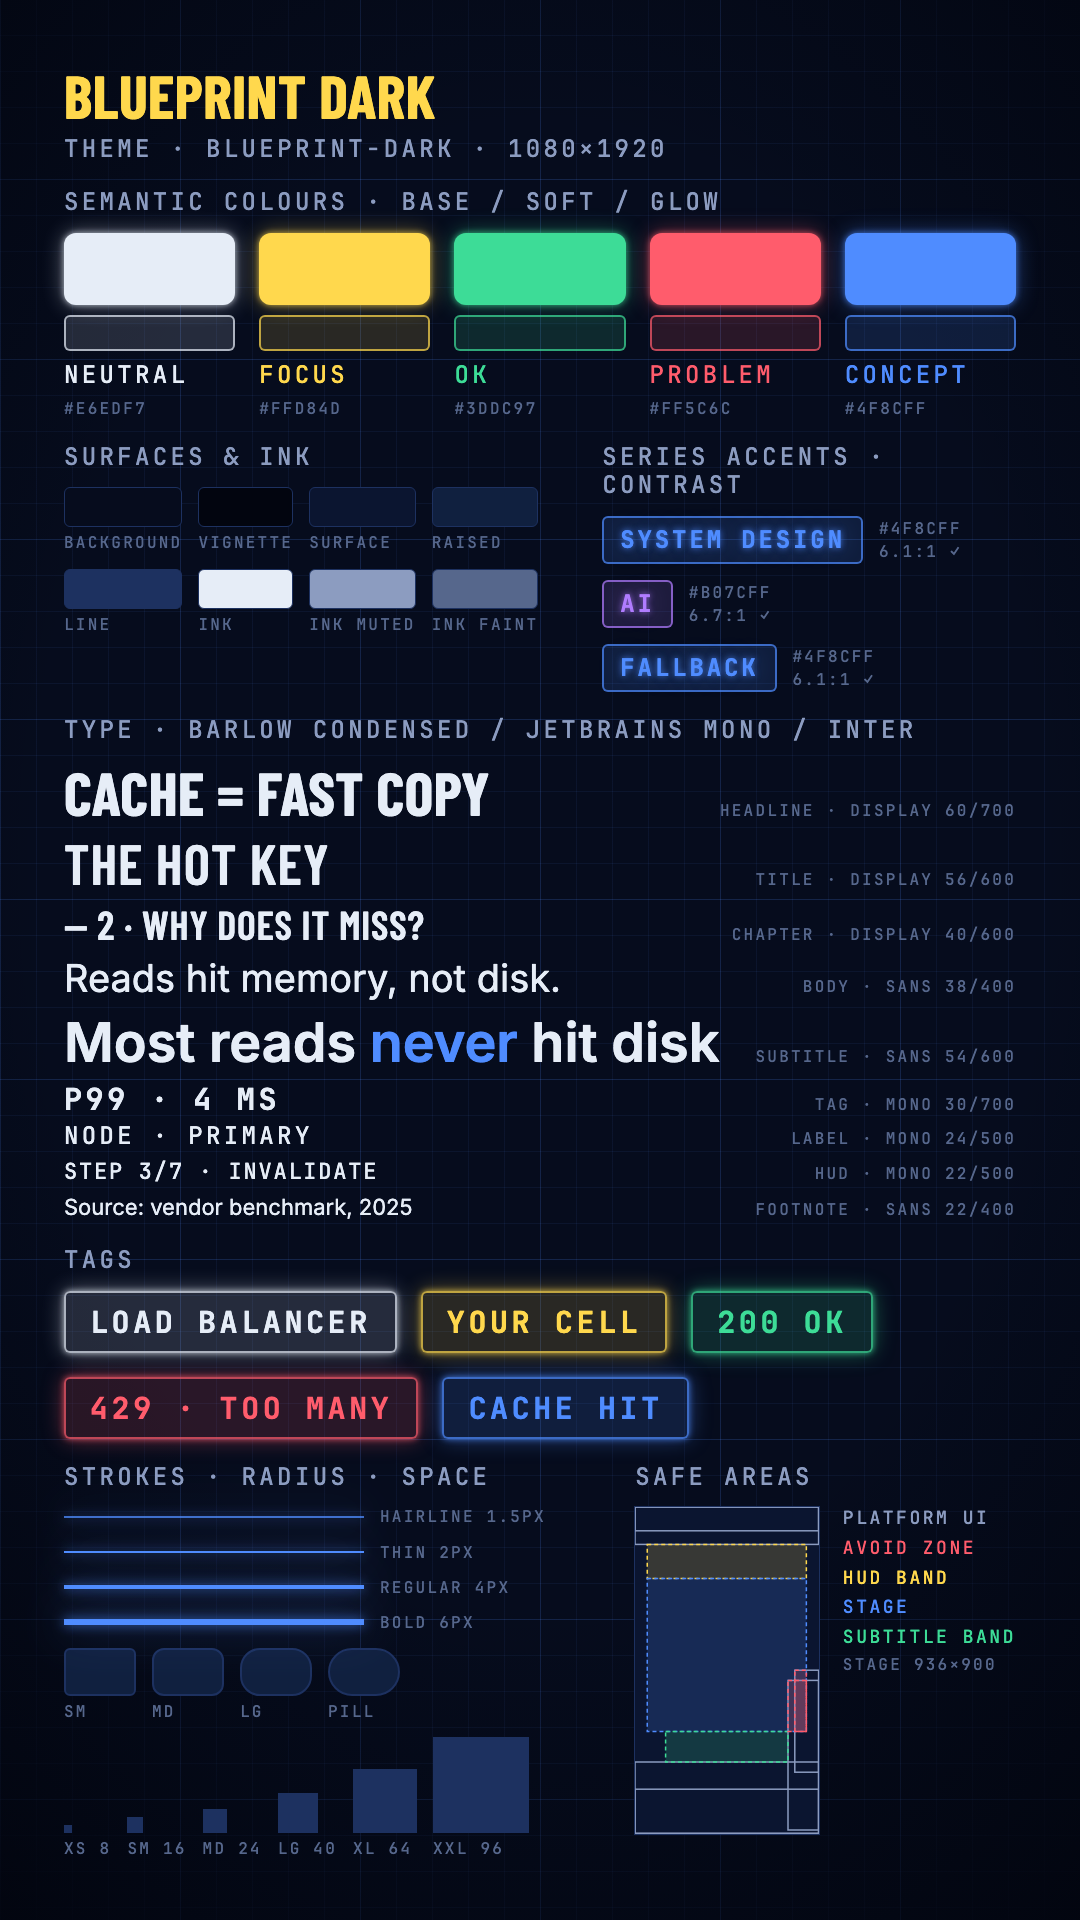 BLUEPRINT DARK
THEME · BLUEPRINT-DARK · 1080×1920
SEMANTIC COLOURS · BASE / SOFT / GLOW
NEUTRAL FOCUS OK PROBLEM CONCEPT
#E6EDF7 #FFD84D #3DDC97 #FF5C6C #4F8CFF
SURFACES & INK
BACKGROUND VIGNETTE SURFACE RAISED
LINE INK INK MUTED INK FAINT
SERIES ACCENTS ·
CONTRAST
SYSTEM DESIGN #4F8CFF
6.1:1 ✓
AI #B07CFF
6.7:1 ✓
FALLBACK #4F8CFF
6.1:1 ✓
TYPE · BARLOW CONDENSED / JETBRAINS MONO / INTER
CACHE = FAST COPY HEADLINE · DISPLAY 60/700
THE HOT KEY TITLE · DISPLAY 56/600
— 2 · WHY DOES IT MISS? CHAPTER · DISPLAY 40/600
Reads hit memory, not disk. BODY · SANS 38/400
Most reads never hit disk SUBTITLE · SANS 54/600
P99 · 4 MS TAG · MONO 30/700
NODE · PRIMARY LABEL · MONO 24/500
STEP 3/7 · INVALIDATE HUD · MONO 22/500
Source: vendor benchmark, 2025 FOOTNOTE · SANS 22/400
TAGS
LOAD BALANCER YOUR CELL 200 OK
429 · TOO MANY CACHE HIT
STROKES · RADIUS · SPACE
HAIRLINE 1.5PX
THIN 2PX
REGULAR 4PX
BOLD 6PX
SM MD LG PILL
XS 8 SM 16 MD 24 LG 40 XL 64 XXL 96
SAFE AREAS
PLATFORM UI
AVOID ZONE
HUD BAND
STAGE
SUBTITLE BAND
STAGE 936×900